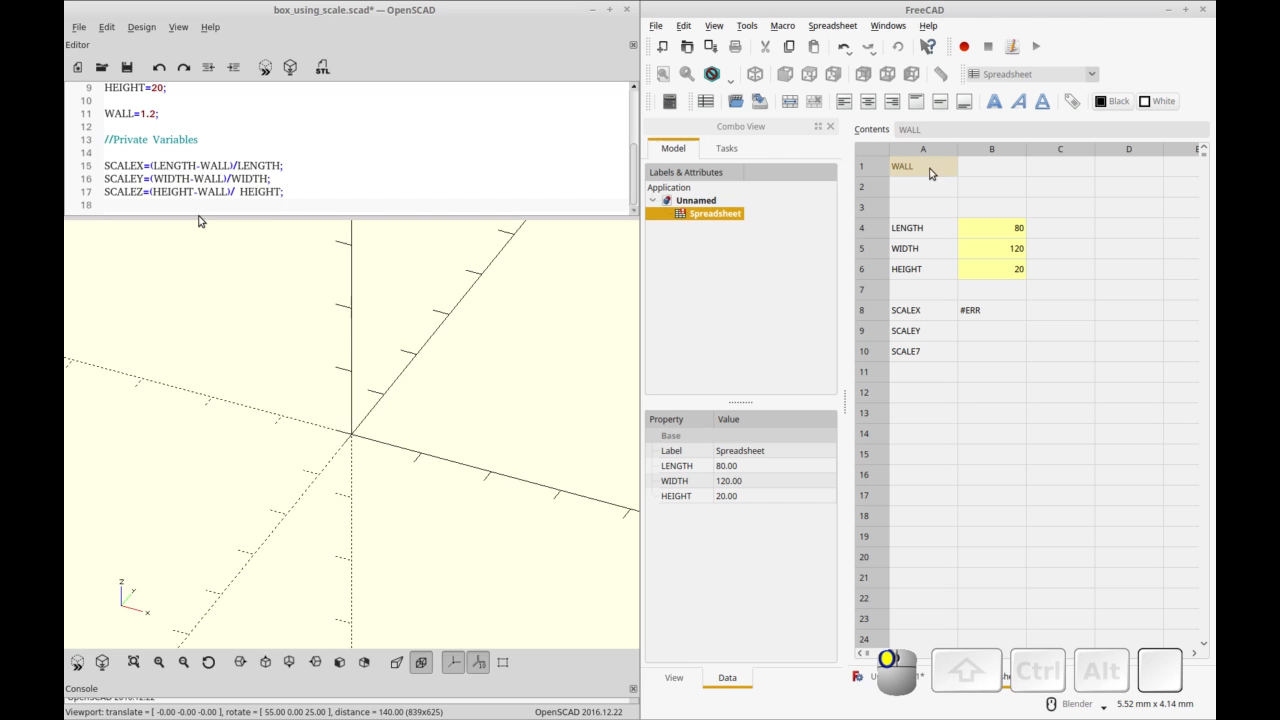 box_using_scale.scad* — OpenSCAD
File Edit Design View Help
Editor
9 HEIGHT=20;
10
11 WALL=1.2;
12
13 //Private Variables
14
15 SCALEX=(LENGTH-WALL)/LENGTH;
16 SCALEY=(WIDTH-WALL)/WIDTH;
17 SCALEZ=(HEIGHT-WALL)/ HEIGHT;
18
STL
Z
Y
X
Console
OpenSCAD 2016.12.22
Viewport: translate = [ -0.00 -0.00 -0.00 ], rotate = [ 55.00 0.00 25.00 ], distance = 140.00 (839x625)
OpenSCAD 2016.12.22
FreeCAD
File Edit View Tools Macro Spreadsheet Windows Help
Spreadsheet
Black White
Combo View
Model Tasks
Labels & Attributes
Application
Unnamed
Spreadsheet
Property Value
Base
Label Spreadsheet
LENGTH 80.00
WIDTH 120.00
HEIGHT 20.00
View Data
Contents WALL
A B C D E
1 WALL
2
3
4 LENGTH 80
5 WIDTH 120
6 HEIGHT 20
7
8 SCALEX #ERR
9 SCALEY
10 SCALE7
11
12
13
14
15
16
17
18
19
20
21
22
23
24
Ctrl Alt
Blender 5.52 mm x 4.14 mm